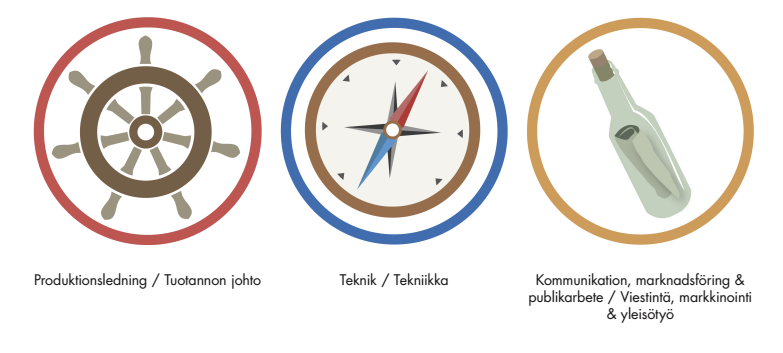 Produktionsledning / Tuotannon johto
Teknik / Tekniikka
Kommunikation, marknadsföring &
publikarbete / Viestintä, markkinointi
& yleisötyö